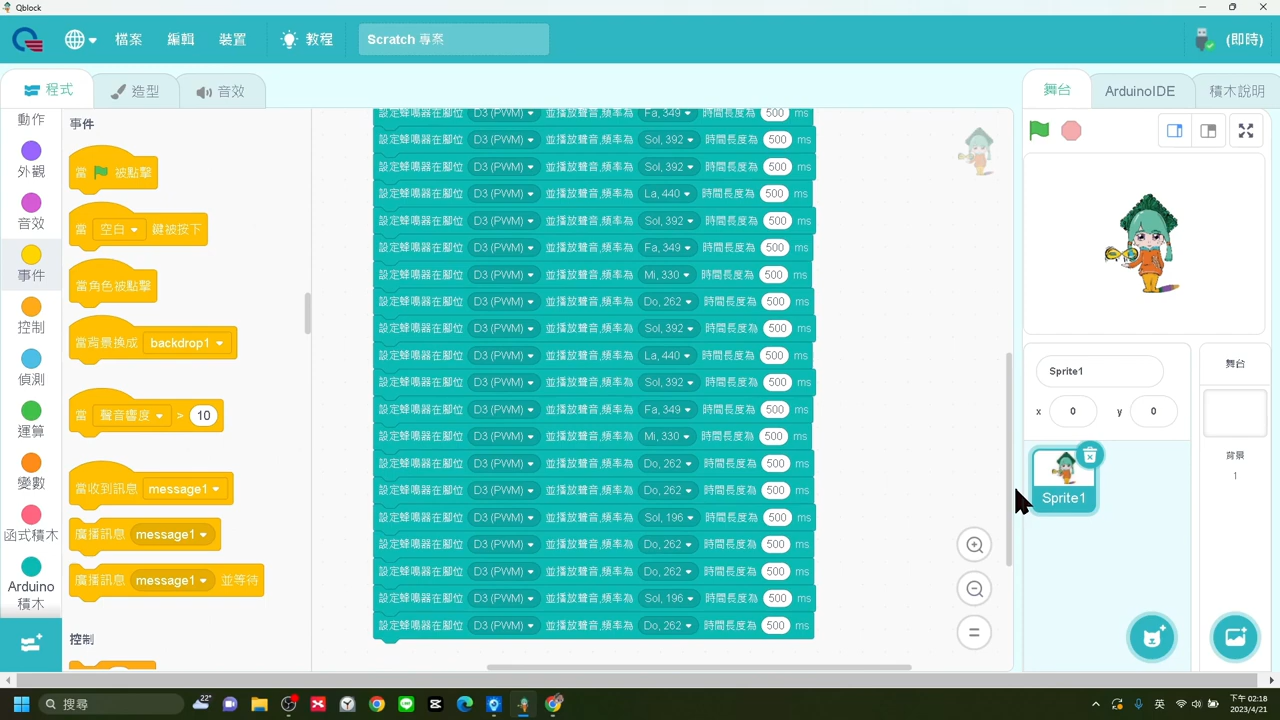 Qblock
檔案
編輯
裝置
教程
Scratch 專案
(即時)
程式
造型
音效
舞台
ArduinoIDE
積木說明
動作
外觀
音效
事件
控制
偵測
運算
變數
函式積木
Arduino
積木
事件
當 被點擊
當 空白 鍵被按下
當角色被點擊
當背景換成 backdrop1
當 聲音響度 > 10
當收到訊息 message1
廣播訊息 message1
廣播訊息 message1 並等待
控制
設定蜂鳴器在腳位 D3 (PWM) 並播放聲音,頻率為 Fa, 349 時間長度為 500 ms
設定蜂鳴器在腳位 D3 (PWM) 並播放聲音,頻率為 Sol, 392 時間長度為 500 ms
設定蜂鳴器在腳位 D3 (PWM) 並播放聲音,頻率為 Sol, 392 時間長度為 500 ms
設定蜂鳴器在腳位 D3 (PWM) 並播放聲音,頻率為 La, 440 時間長度為 500 ms
設定蜂鳴器在腳位 D3 (PWM) 並播放聲音,頻率為 Sol, 392 時間長度為 500 ms
設定蜂鳴器在腳位 D3 (PWM) 並播放聲音,頻率為 Fa, 349 時間長度為 500 ms
設定蜂鳴器在腳位 D3 (PWM) 並播放聲音,頻率為 Mi, 330 時間長度為 500 ms
設定蜂鳴器在腳位 D3 (PWM) 並播放聲音,頻率為 Do, 262 時間長度為 500 ms
設定蜂鳴器在腳位 D3 (PWM) 並播放聲音,頻率為 Sol, 392 時間長度為 500 ms
設定蜂鳴器在腳位 D3 (PWM) 並播放聲音,頻率為 La, 440 時間長度為 500 ms
設定蜂鳴器在腳位 D3 (PWM) 並播放聲音,頻率為 Sol, 392 時間長度為 500 ms
設定蜂鳴器在腳位 D3 (PWM) 並播放聲音,頻率為 Fa, 349 時間長度為 500 ms
設定蜂鳴器在腳位 D3 (PWM) 並播放聲音,頻率為 Mi, 330 時間長度為 500 ms
設定蜂鳴器在腳位 D3 (PWM) 並播放聲音,頻率為 Do, 262 時間長度為 500 ms
設定蜂鳴器在腳位 D3 (PWM) 並播放聲音,頻率為 Do, 262 時間長度為 500 ms
設定蜂鳴器在腳位 D3 (PWM) 並播放聲音,頻率為 Sol, 196 時間長度為 500 ms
設定蜂鳴器在腳位 D3 (PWM) 並播放聲音,頻率為 Do, 262 時間長度為 500 ms
設定蜂鳴器在腳位 D3 (PWM) 並播放聲音,頻率為 Do, 262 時間長度為 500 ms
設定蜂鳴器在腳位 D3 (PWM) 並播放聲音,頻率為 Sol, 196 時間長度為 500 ms
設定蜂鳴器在腳位 D3 (PWM) 並播放聲音,頻率為 Do, 262 時間長度為 500 ms
Sprite1
x 0 y 0
Sprite1
舞台
背景
1
搜尋
22°
英
下午 02:18
2023/4/21